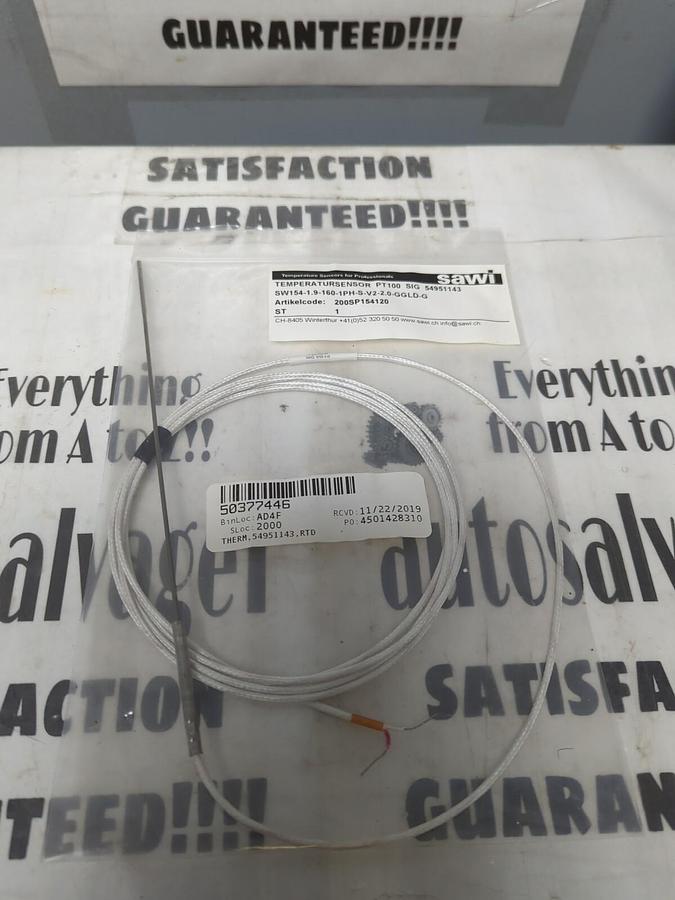 GUARANTEED!!!!
SATISFACTION
GUARANTEED!!!!
Temperature Sensors for Professionals
sawi
TEMPERATURSENSOR PT100 SIG 54951143
SW154-1.9-160-1PH-S-V2-2.0-GGLD-G
Artikelcode: 200SP154120
ST 1
CH-8405 Winterthur +41(0)52 320 50 50 www.sawi.ch info@sawi.ch
Everything
from A to Z!!
Everythin
from A to
50377446
BinLoc: AD4F
SLoc: 2000
RCVD: 11/22/2019
PO: 4501428310
THERM,54951143,RTD
alvager
autosalv
ACTION
SATISFA
TEED!!!!
GUARAN